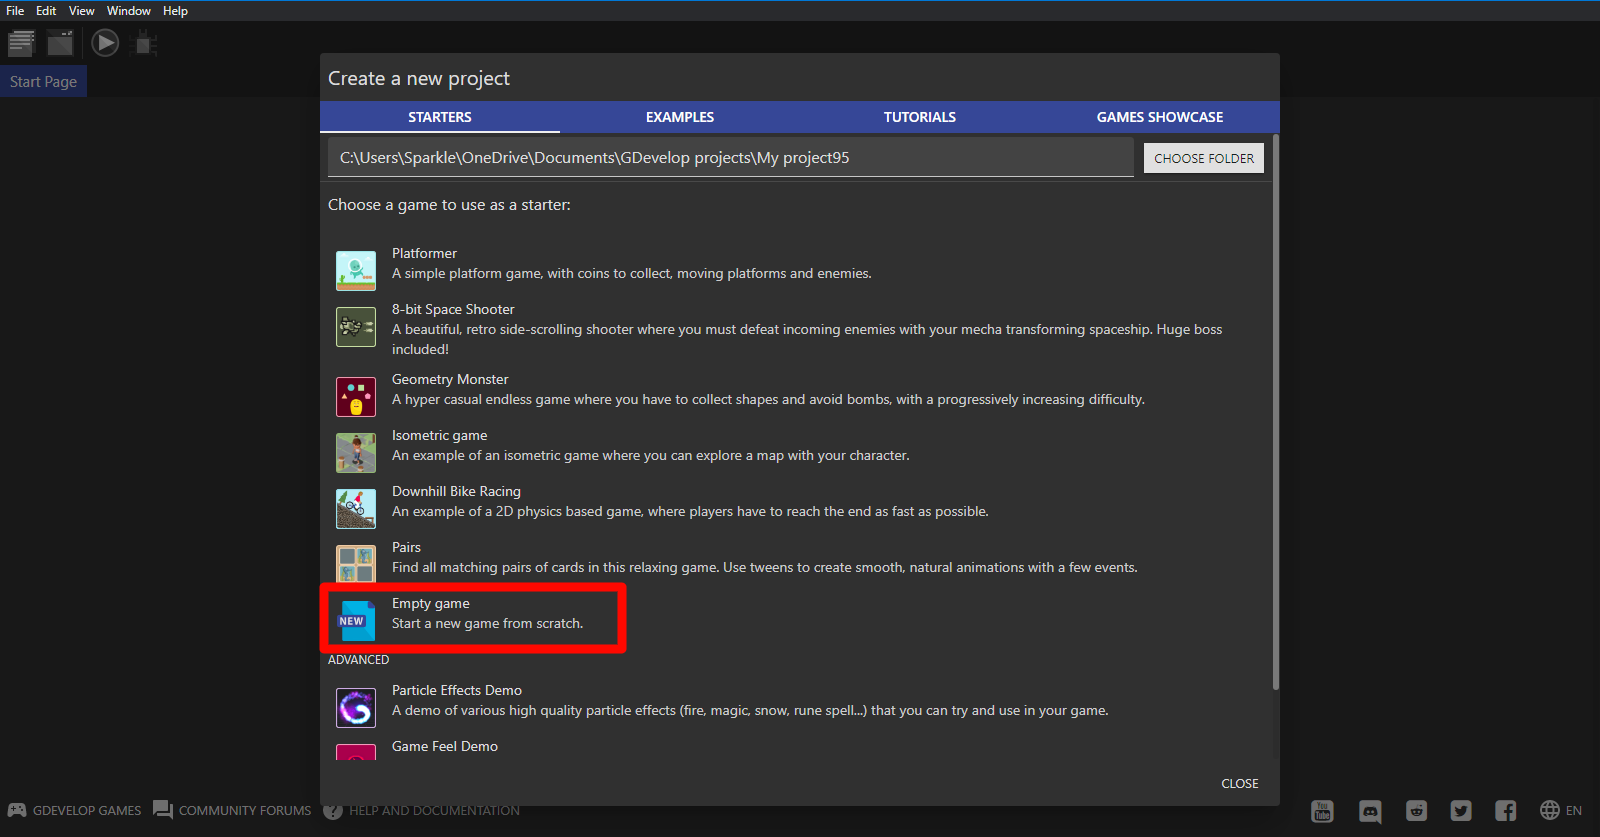 File Edit View Window Help
Start Page
Create a new project
STARTERS EXAMPLES TUTORIALS GAMES SHOWCASE
C:\Users\Sparkle\OneDrive\Documents\GDevelop projects\My project95 CHOOSE FOLDER
Choose a game to use as a starter:
Platformer
A simple platform game, with coins to collect, moving platforms and enemies.
8-bit Space Shooter
A beautiful, retro side-scrolling shooter where you must defeat incoming enemies with your mecha transforming spaceship. Huge boss
included!
Geometry Monster
A hyper casual endless game where you have to collect shapes and avoid bombs, with a progressively increasing difficulty.
Isometric game
An example of an isometric game where you can explore a map with your character.
Downhill Bike Racing
An example of a 2D physics based game, where players have to reach the end as fast as possible.
Pairs
Find all matching pairs of cards in this relaxing game. Use tweens to create smooth, natural animations with a few events.
Empty game
NEW
Start a new game from scratch.
ADVANCED
Particle Effects Demo
A demo of various high quality particle effects (fire, magic, snow, rune spell...) that you can try and use in your game.
Game Feel Demo
CLOSE
GDEVELOP GAMES COMMUNITY FORUMS ? HELP AND DOCUMENTATION You Tube EN